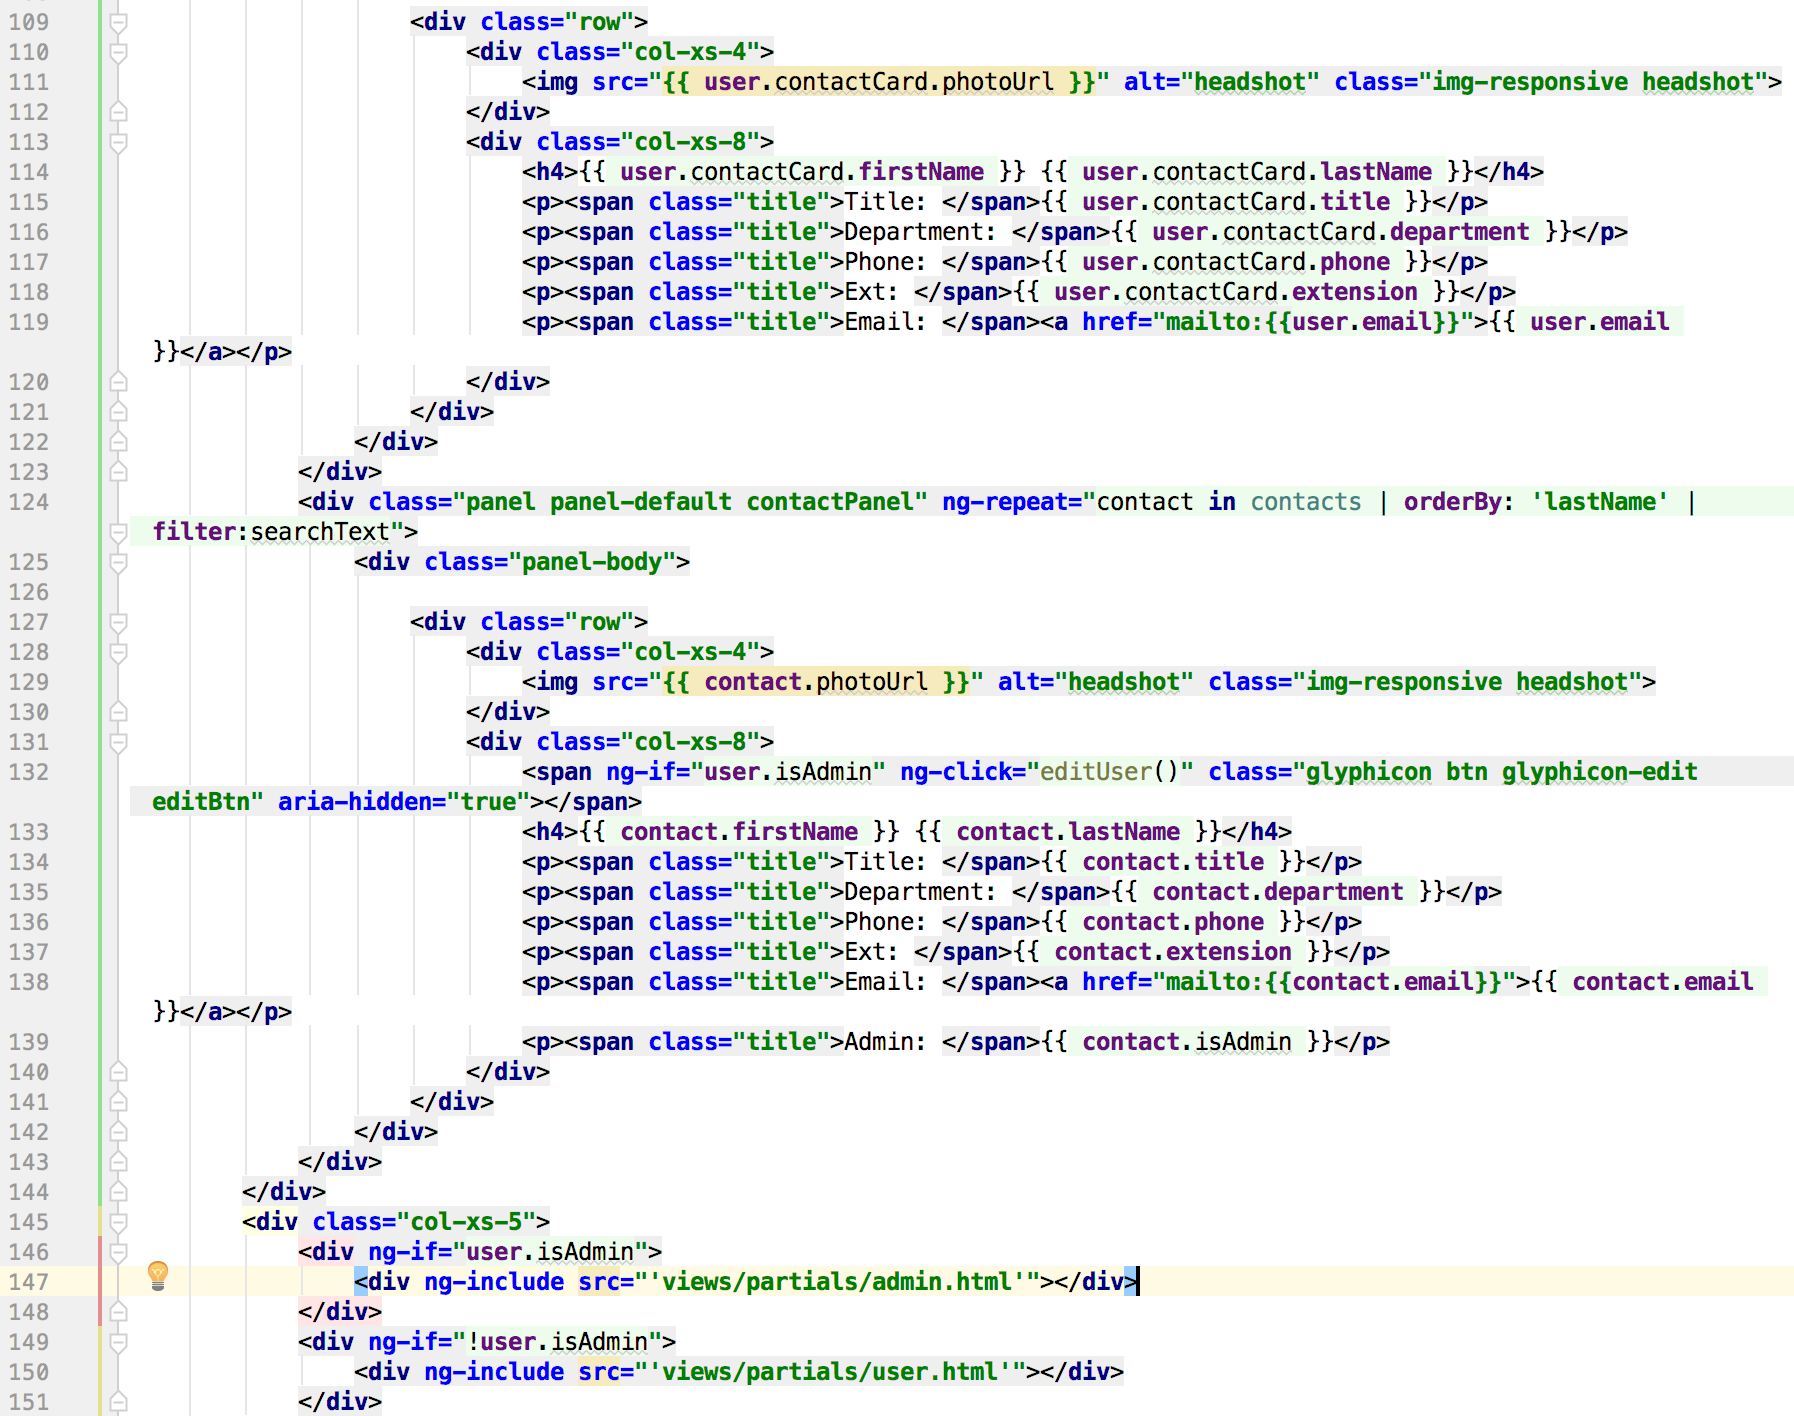 109 <div class="row">
110 <div class="col-xs-4">
111 <img src="{{ user.contactCard.photoUrl }}" alt="headshot" class="img-responsive headshot">
112 </div>
113 <div class="col-xs-8">
114 <h4>{{ user.contactCard.firstName }} {{ user.contactCard.lastName }}</h4>
115 <p><span class="title">Title: </span>{{ user.contactCard.title }}</p>
116 <p><span class="title">Department: </span>{{ user.contactCard.department }}</p>
117 <p><span class="title">Phone: </span>{{ user.contactCard.phone }}</p>
118 <p><span class="title">Ext: </span>{{ user.contactCard.extension }}</p>
119 <p><span class="title">Email: </span><a href="mailto:{{user.email}}">{{ user.email
}}</a></p>
120 </div>
121 </div>
122 </div>
123 </div>
124 <div class="panel panel-default contactPanel" ng-repeat="contact in contacts | orderBy: 'lastName' |
filter:searchText">
125 <div class="panel-body">
126
127 <div class="row">
128 <div class="col-xs-4">
129 <img src="{{ contact.photoUrl }}" alt="headshot" class="img-responsive headshot">
130 </div>
131 <div class="col-xs-8">
132 <span ng-if="user.isAdmin" ng-click="editUser()" class="glyphicon btn glyphicon-edit
editBtn" aria-hidden="true"></span>
133 <h4>{{ contact.firstName }} {{ contact.lastName }}</h4>
134 <p><span class="title">Title: </span>{{ contact.title }}</p>
135 <p><span class="title">Department: </span>{{ contact.department }}</p>
136 <p><span class="title">Phone: </span>{{ contact.phone }}</p>
137 <p><span class="title">Ext: </span>{{ contact.extension }}</p>
138 <p><span class="title">Email: </span><a href="mailto:{{contact.email}}">{{ contact.email
}}</a></p>
139 <p><span class="title">Admin: </span>{{ contact.isAdmin }}</p>
140 </div>
141 </div>
142 </div>
143 </div>
144 </div>
145 <div class="col-xs-5">
146 <div ng-if="user.isAdmin">
147 <div ng-include src="'views/partials/admin.html'"></div>
148 </div>
149 <div ng-if="!user.isAdmin">
150 <div ng-include src="'views/partials/user.html'"></div>
151 </div>